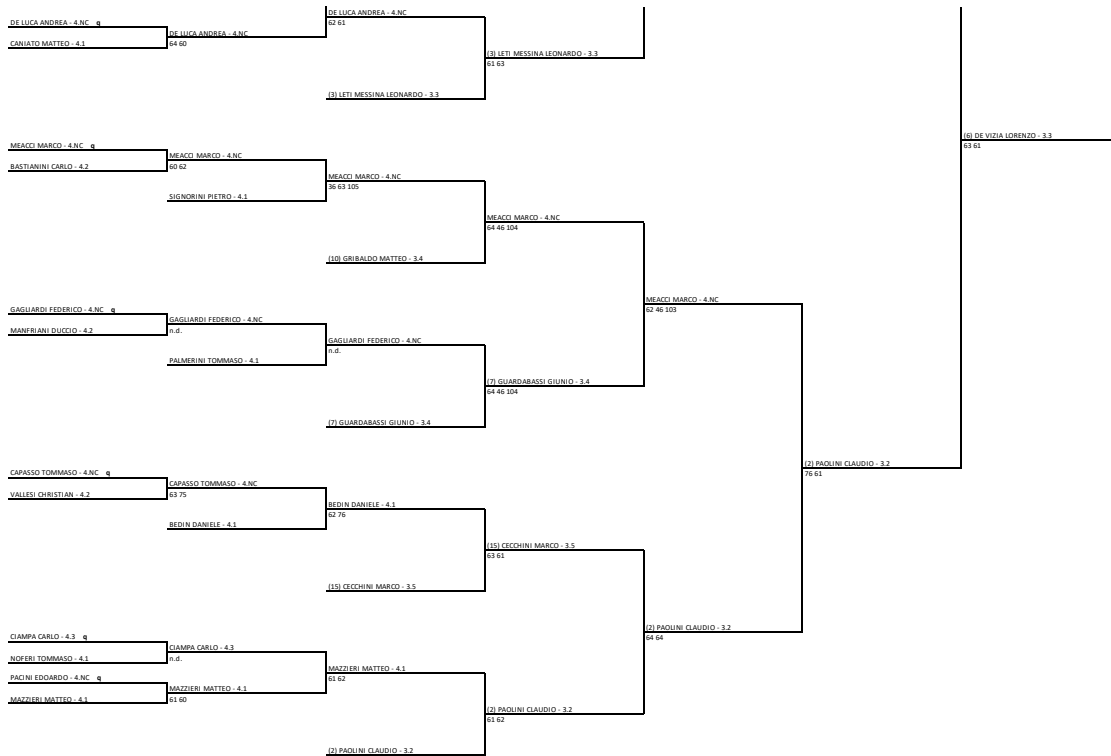 DE LUCA ANDREA - 4.NC
DE LUCA ANDREA - 4.NC q
62 61
DE LUCA ANDREA - 4.NC
CANIATO MATTEO - 4.1
64 60
(3) LETI MESSINA LEONARDO - 3.3
61 63
(3) LETI MESSINA LEONARDO - 3.3
(6) DE VIZIA LORENZO - 3.3
63 61
MEACCI MARCO - 4.NC q
MEACCI MARCO - 4.NC
BASTIANINI CARLO - 4.2
60 62
MEACCI MARCO - 4.NC
36 63 105
SIGNORINI PIETRO - 4.1
MEACCI MARCO - 4.NC
64 46 104
(10) GRIBALDO MATTEO - 3.4
MEACCI MARCO - 4.NC
62 46 103
GAGLIARDI FEDERICO - 4.NC q
GAGLIARDI FEDERICO - 4.NC
MANFRIANI DUCCIO - 4.2
n.d.
GAGLIARDI FEDERICO - 4.NC
n.d.
PALMERINI TOMMASO - 4.1
(7) GUARDABASSI GIUNIO - 3.4
64 46 104
(7) GUARDABASSI GIUNIO - 3.4
(2) PAOLINI CLAUDIO - 3.2
76 61
CAPASSO TOMMASO - 4.NC q
CAPASSO TOMMASO - 4.NC
VALLESI CHRISTIAN - 4.2
63 75
BEDIN DANIELE - 4.1
62 76
BEDIN DANIELE - 4.1
(15) CECCHINI MARCO - 3.5
63 61
(15) CECCHINI MARCO - 3.5
(2) PAOLINI CLAUDIO - 3.2
64 64
CIAMPA CARLO - 4.3 q
CIAMPA CARLO - 4.3
NOFERI TOMMASO - 4.1
n.d.
MAZZIERI MATTEO - 4.1
61 62
PACINI EDOARDO - 4.NC q
MAZZIERI MATTEO - 4.1
MAZZIERI MATTEO - 4.1
61 60
(2) PAOLINI CLAUDIO - 3.2
61 62
(2) PAOLINI CLAUDIO - 3.2